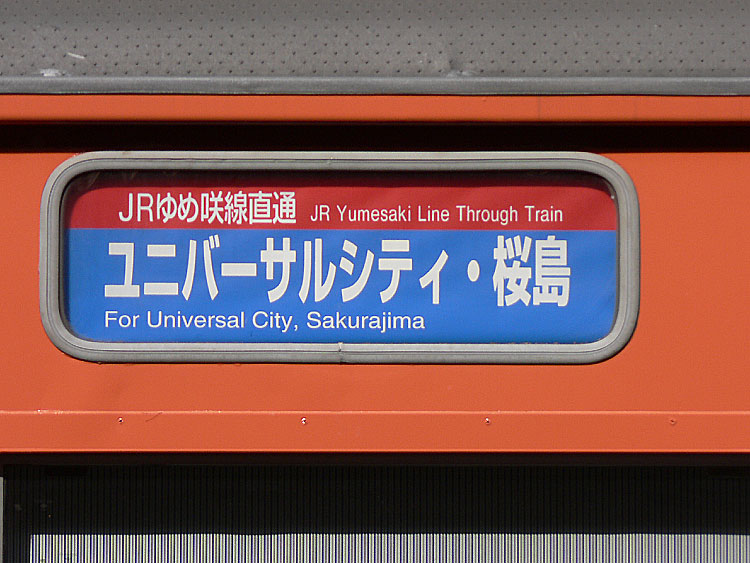 JRゆめ咲線直通 JR Yumesaki Line Through Train
ユニバーサルシティ・桜島
For Universal City, Sakurajima